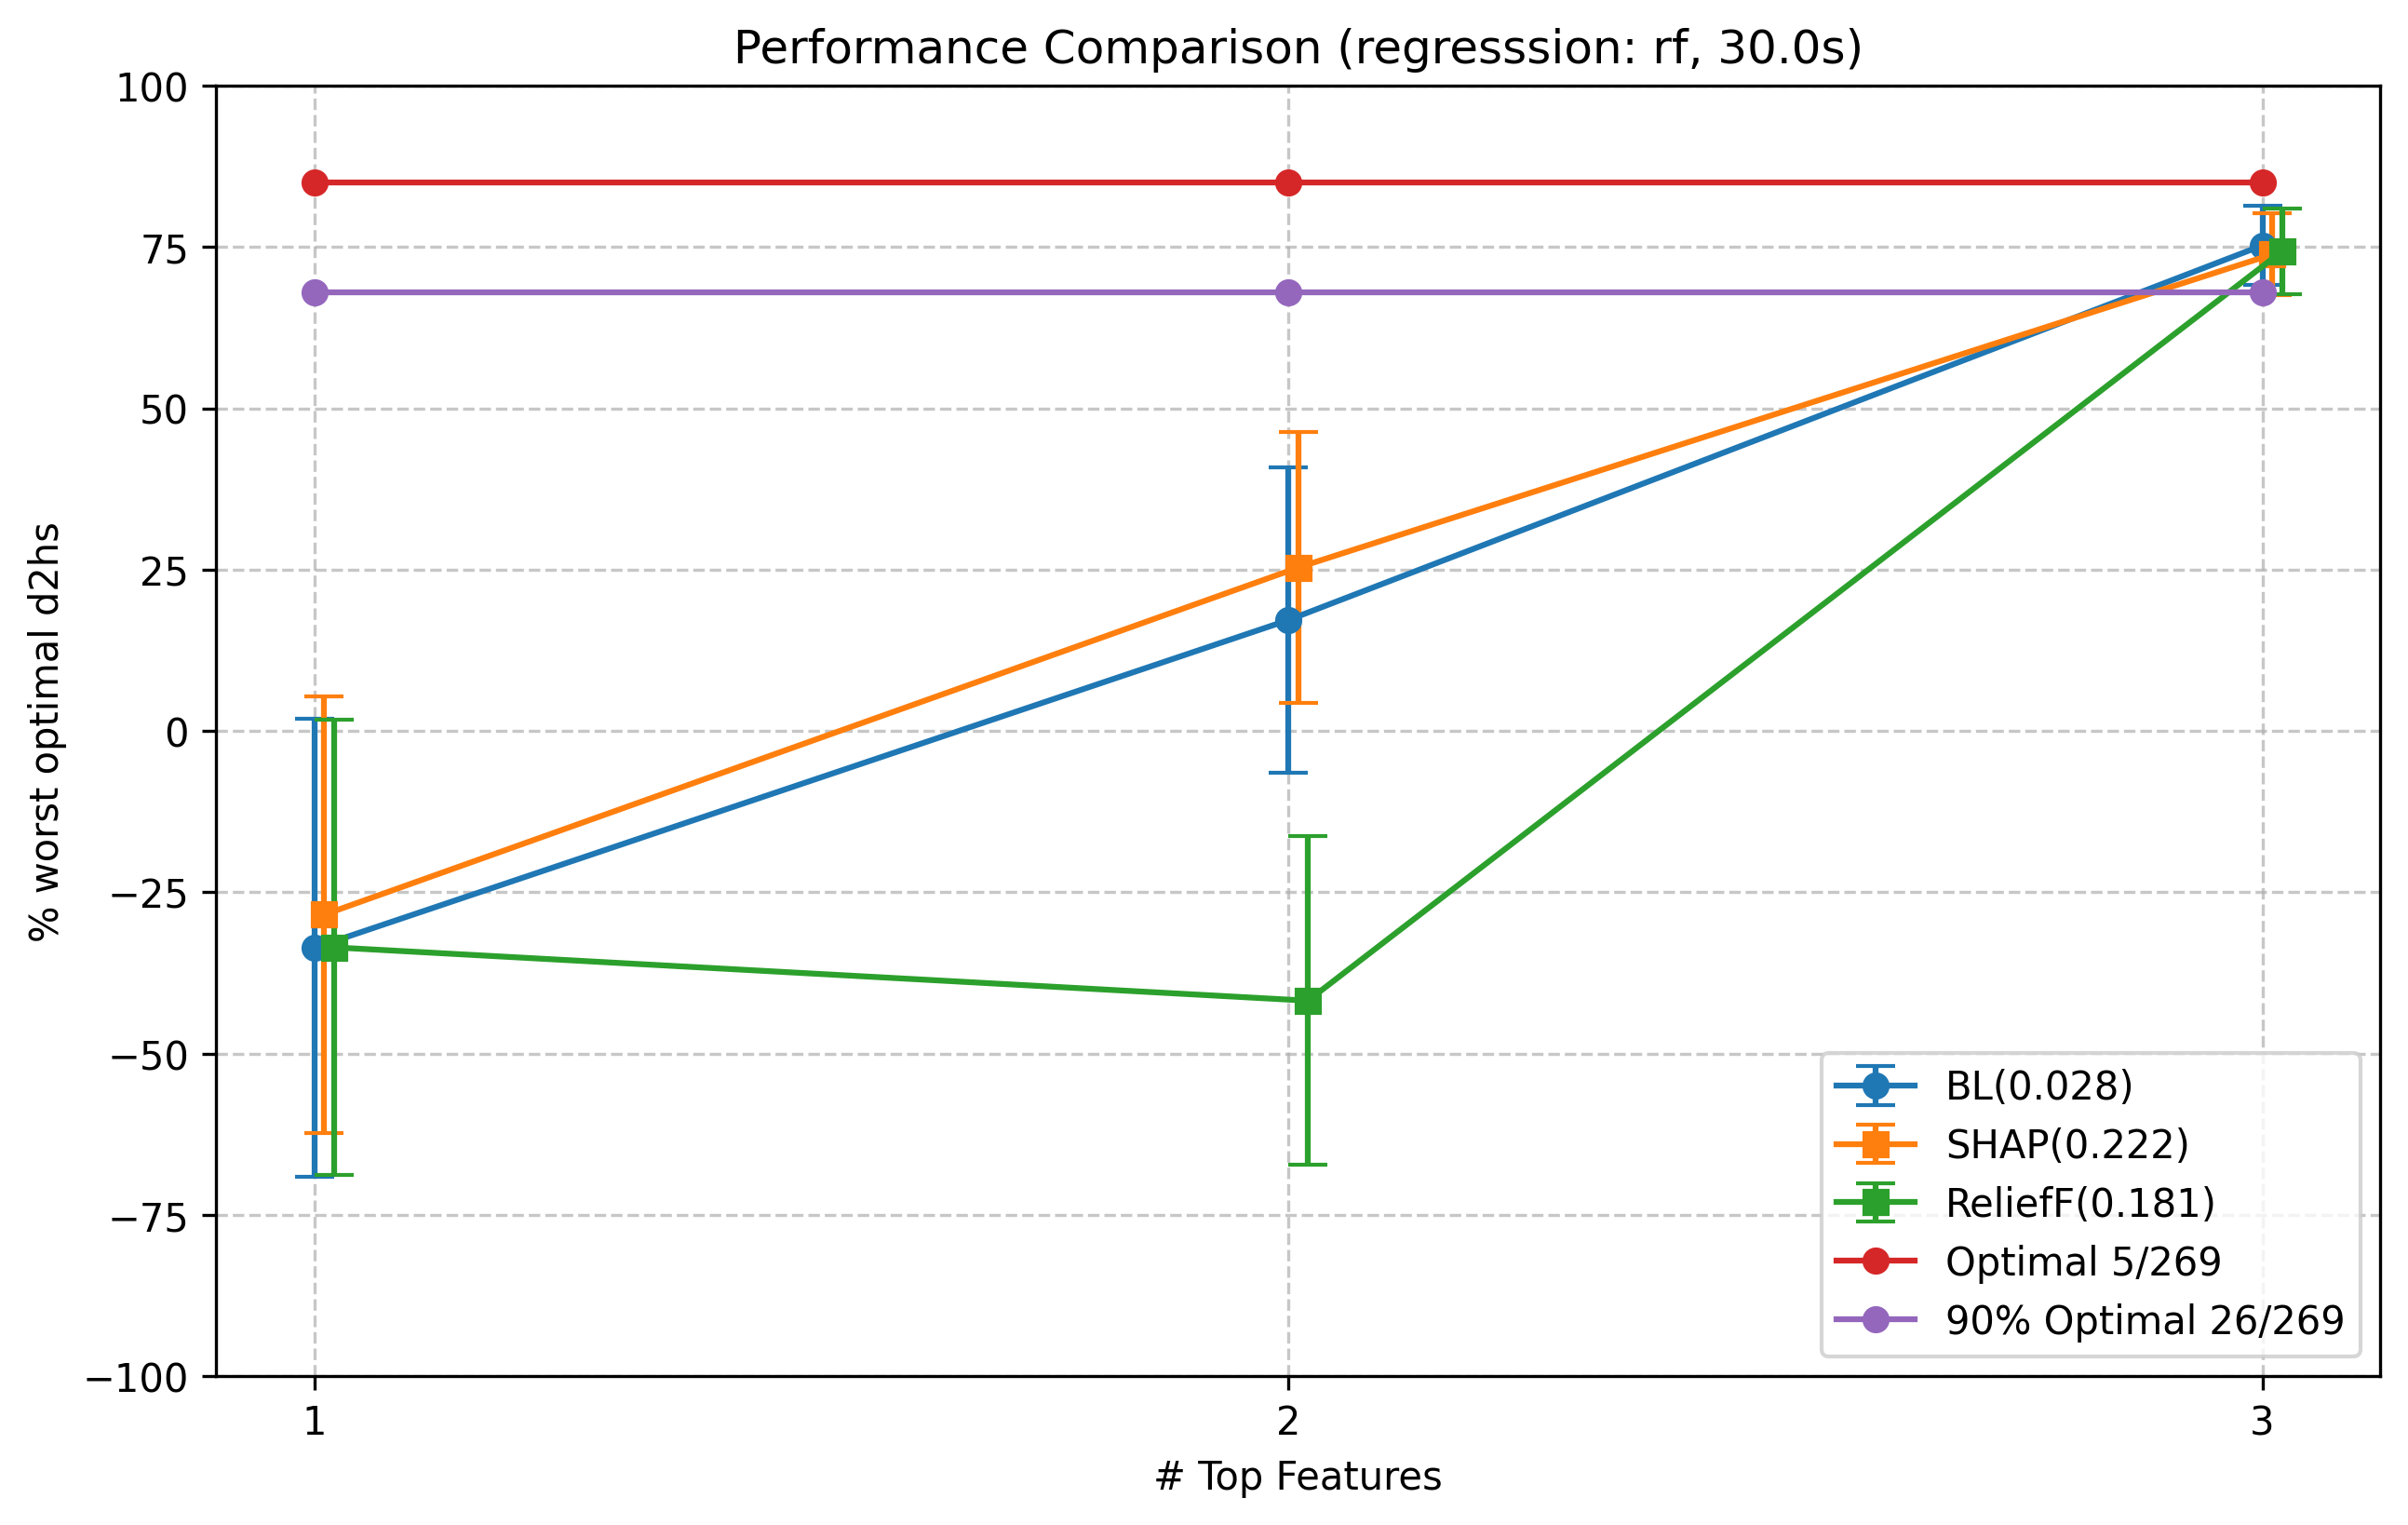 Performance Comparison (regresssion: rf, 30.0s)
% worst optimal d2hs
100
75
50
25
0
−25
−50
−75
−100
1
2
3
# Top Features
BL(0.028)
SHAP(0.222)
ReliefF(0.181)
Optimal 5/269
90% Optimal 26/269